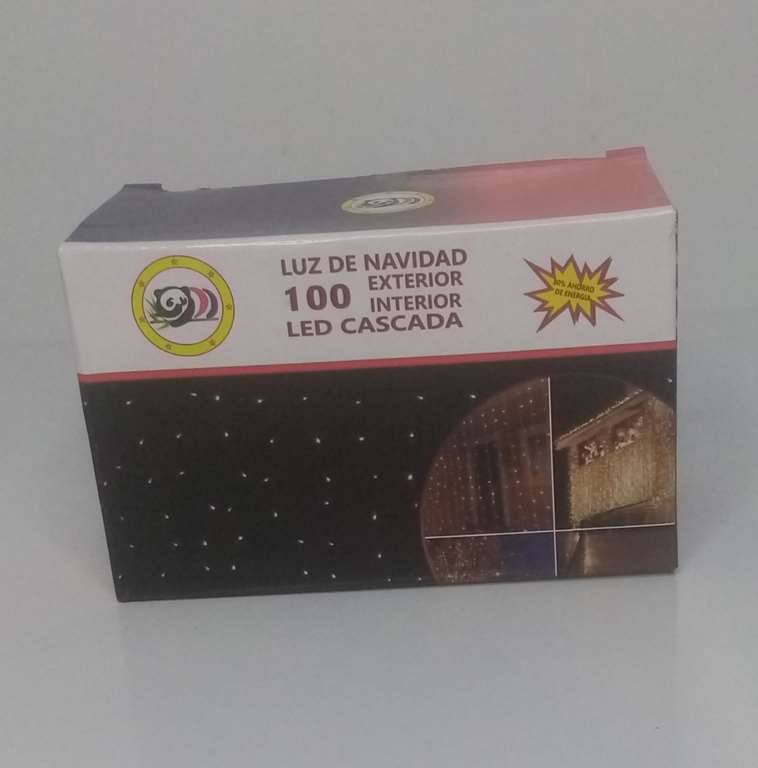 LUZ DE NAVIDAD
100 EXTERIOR
INTERIOR
LED CASCADA
80% AHORRO
DE ENERGIA